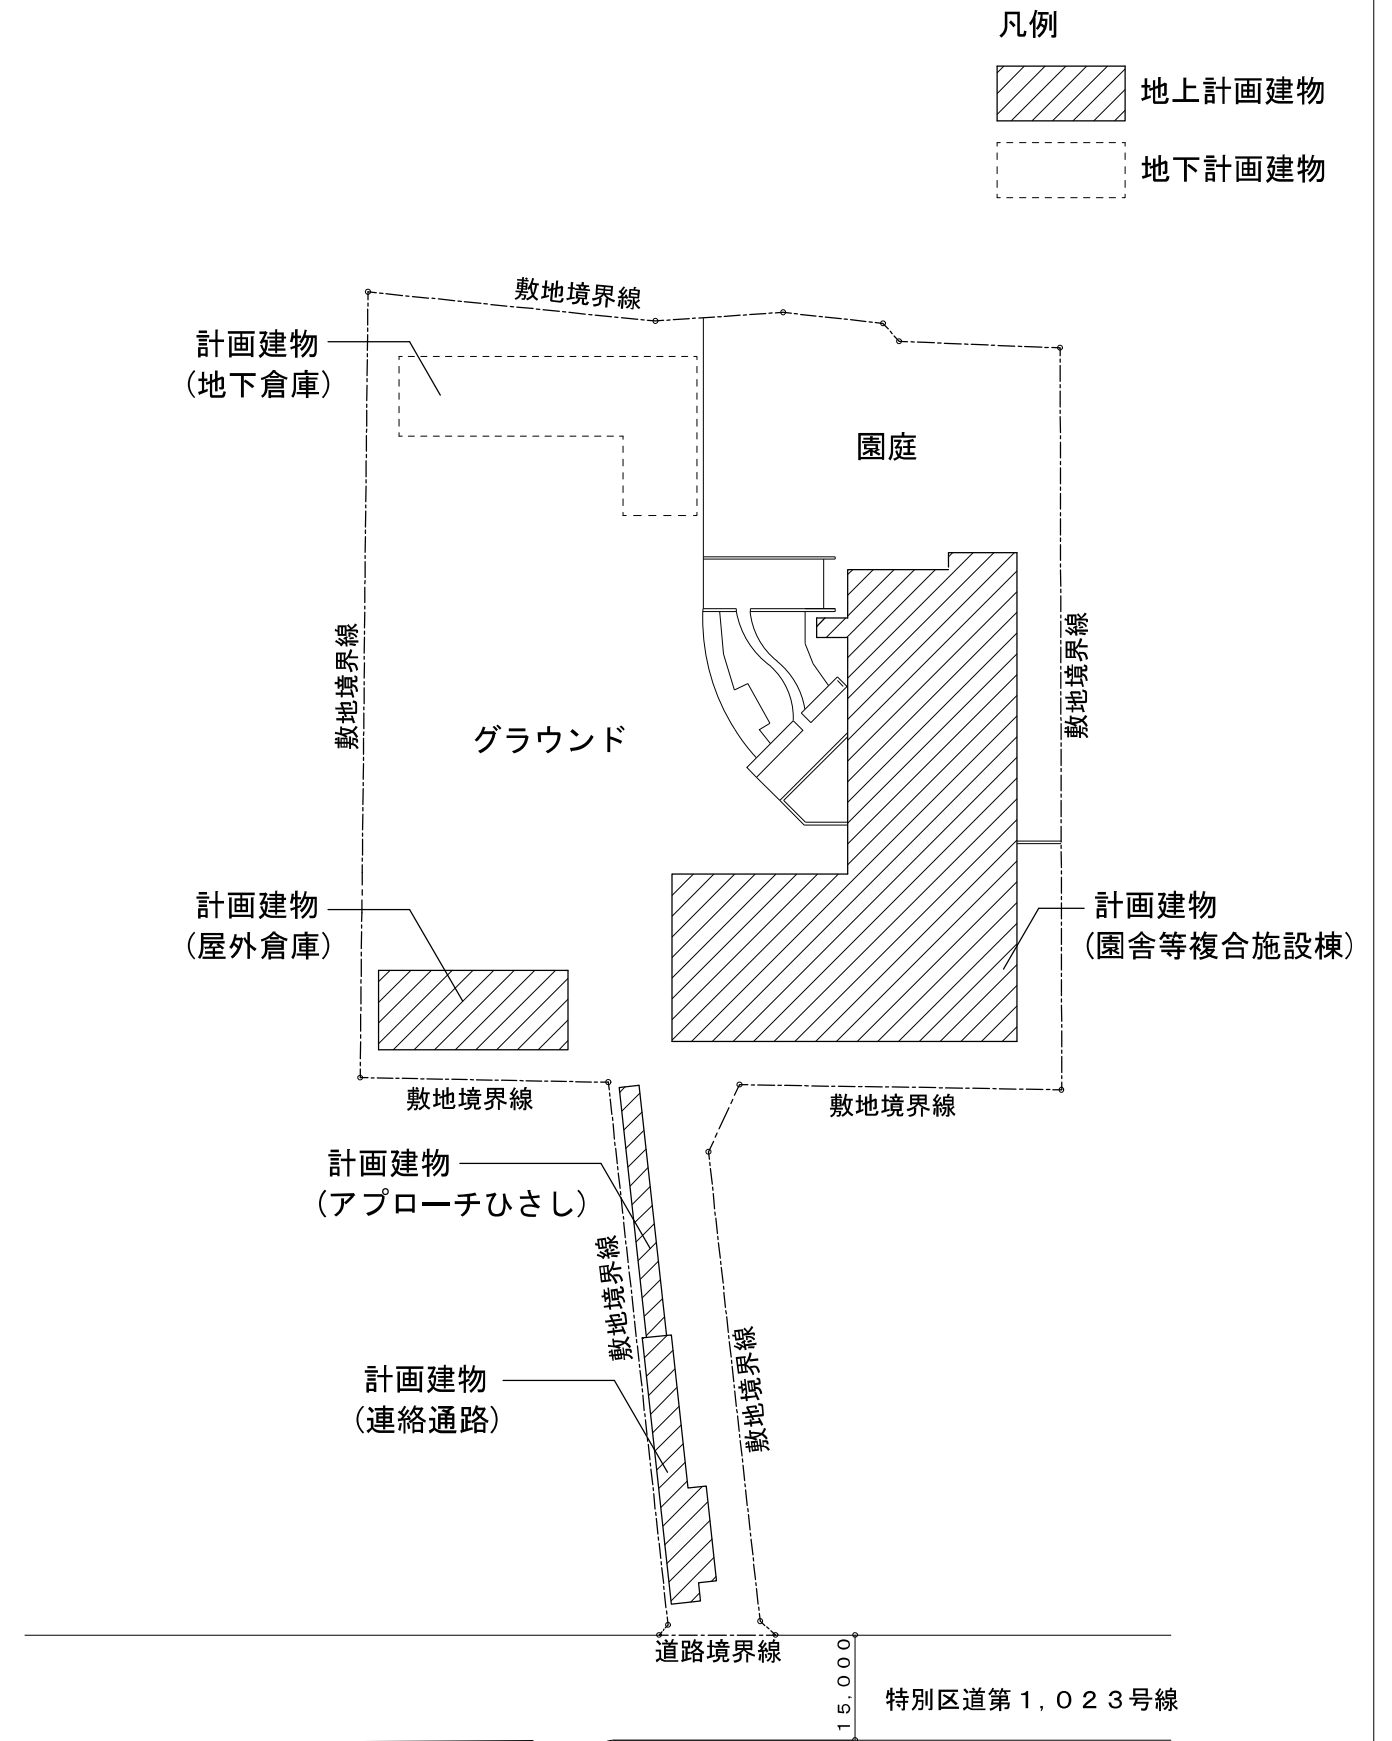 凡例
地上計画建物
地下計画建物
敷地境界線
計画建物
(地下倉庫)
園庭
敷地境界線
敷地境界線
グラウンド
計画建物
(屋外倉庫)
計画建物
(園舎等複合施設棟)
敷地境界線
敷地境界線
計画建物
(アプローチひさし)
敷地境界線
敷地境界線
計画建物
(連絡通路)
道路境界線
15,000
特別区道第1,023号線